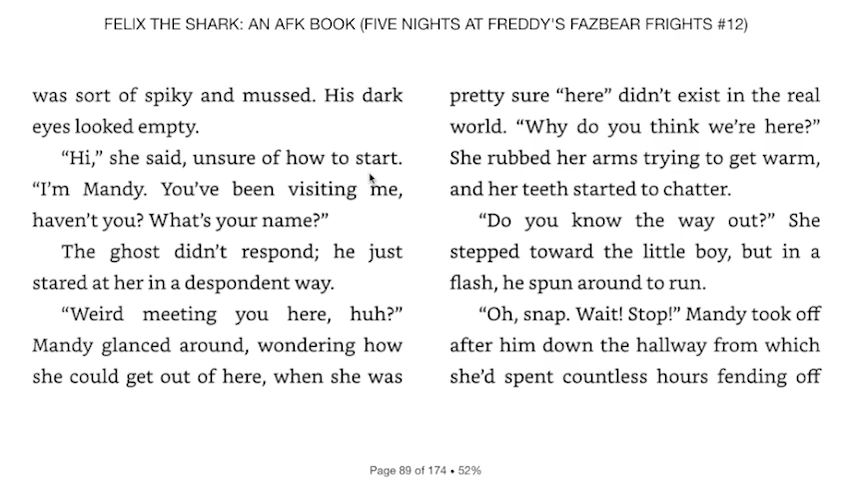 FELIX THE SHARK: AN AFK BOOK (FIVE NIGHTS AT FREDDY'S FAZBEAR FRIGHTS #12)
was sort of spiky and mussed. His dark
eyes looked empty.
“Hi,” she said, unsure of how to start.
“I’m Mandy. You’ve been visiting me,
haven’t you? What’s your name?”
The ghost didn’t respond; he just
stared at her in a despondent way.
“Weird meeting you here, huh?”
Mandy glanced around, wondering how
she could get out of here, when she was
pretty sure “here” didn’t exist in the real
world. “Why do you think we’re here?”
She rubbed her arms trying to get warm,
and her teeth started to chatter.
“Do you know the way out?” She
stepped toward the little boy, but in a
flash, he spun around to run.
“Oh, snap. Wait! Stop!” Mandy took off
after him down the hallway from which
she’d spent countless hours fending off
Page 89 of 174 • 52%